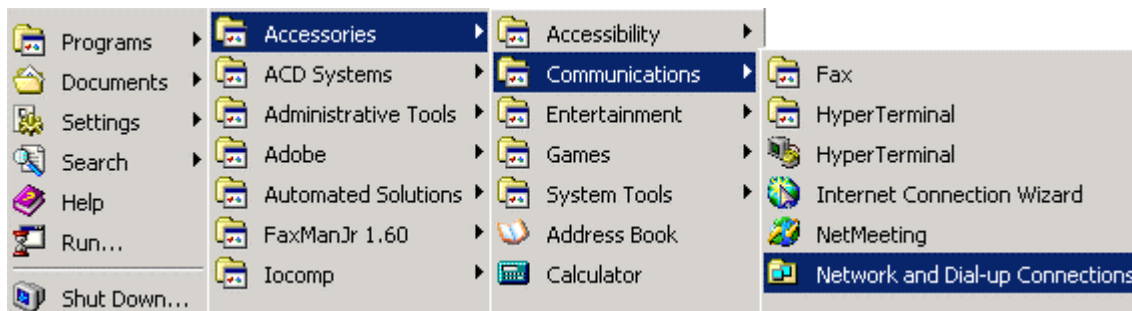 Programs
Documents
Settings
Search
Help
Run...
Shut Down...
Accessories
ACD Systems
Administrative Tools
Adobe
Automated Solutions
FaxManJr 1.60
Iocomp
Accessibility
Communications
Entertainment
Games
System Tools
Address Book
Calculator
Fax
HyperTerminal
HyperTerminal
Internet Connection Wizard
NetMeeting
Network and Dial-up Connections